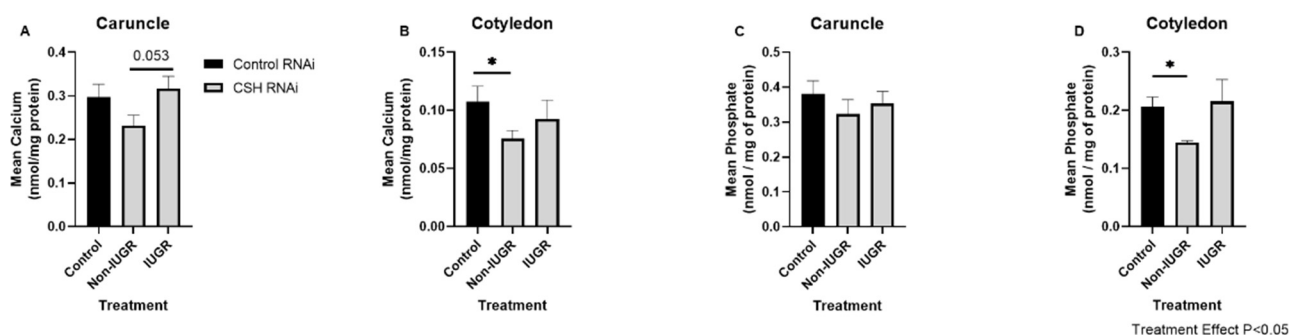 A
Caruncle
Mean Calcium
(nmol/mg protein)
0.4
0.3
0.2
0.1
0.0
0.053
Control
Non-IUGR
IUGR
Treatment
Control RNAi
CSH RNAi
B
Cotyledon
Mean Calcium
(nmol/mg protein)
0.15
0.10
0.05
0.00
*
Control
Non-IUGR
IUGR
Treatment
C
Caruncle
Mean Phosphate
(nmol / mg of protein)
0.5
0.4
0.3
0.2
0.1
0.0
Control
Non-IUGR
IUGR
Treatment
D
Cotyledon
Mean Phosphate
(nmol / mg of protein)
0.3
0.2
0.1
0.0
*
Control
Non-IUGR
IUGR
Treatment
Treatment Effect P<0.05